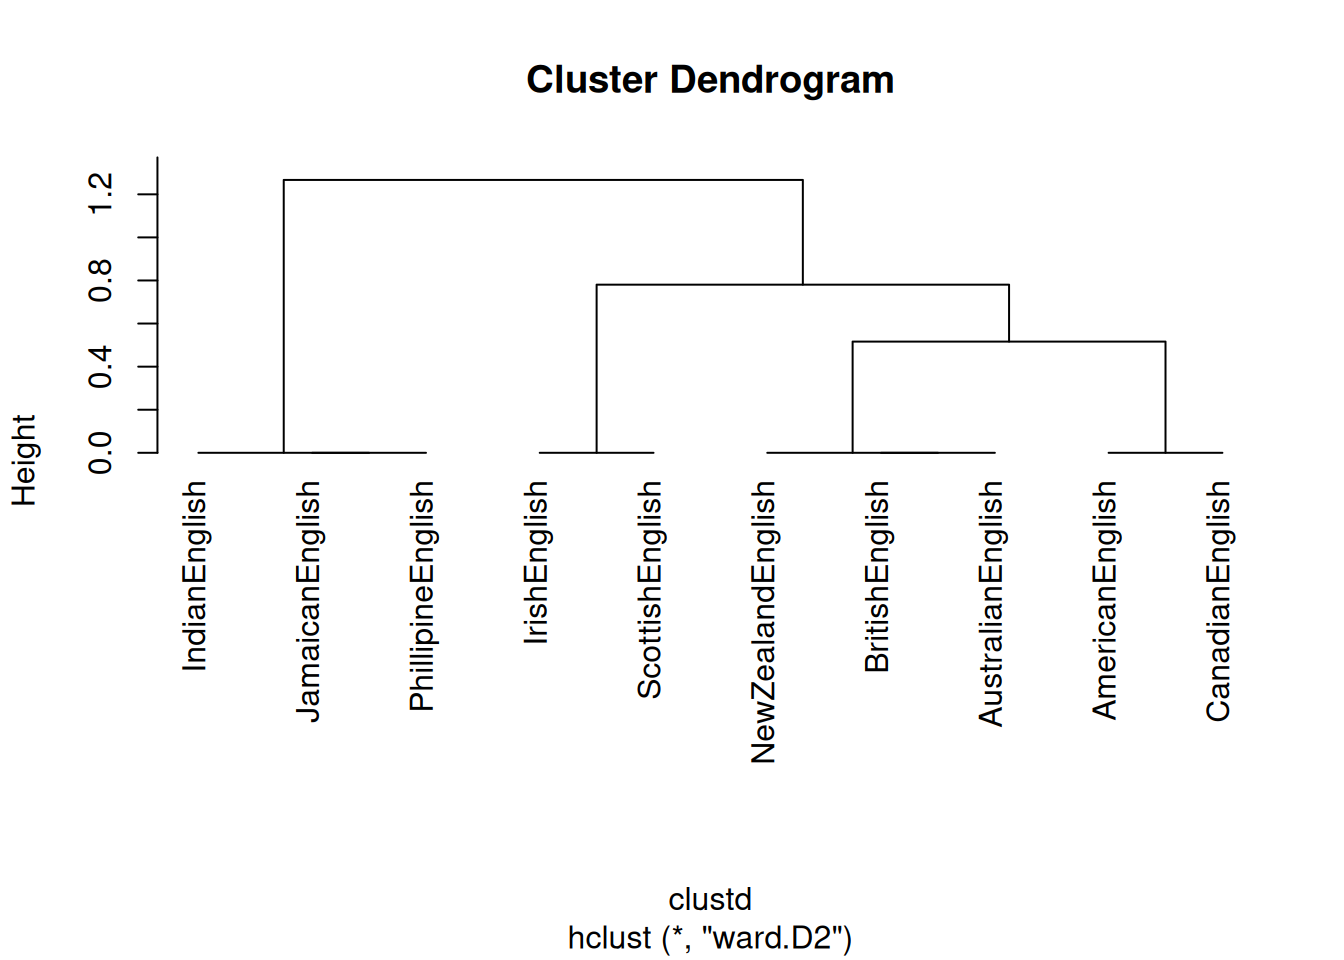 Cluster Dendrogram
Height
1.2
0.8
0.4
0.0
IndianEnglish
JamaicanEnglish
PhillipineEnglish
IrishEnglish
ScottishEnglish
NewZealandEnglish
BritishEnglish
AustralianEnglish
AmericanEnglish
CanadianEnglish
clustd
hclust (*, "ward.D2")